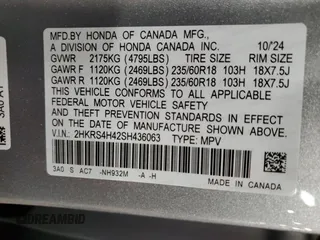 MFD.BY HONDA OF CANADA MFG.,
A DIVISION OF HONDA CANADA INC. 10/24
GVWR 2175KG (4795LBS) TIRE SIZE RIM SIZE
GAWR F 1120KG (2469LBS) 235/60R18 103H 18X7.5J
GAWR R 1120KG (2469LBS) 235/60R18 103H 18X7.5J
THIS VEHICLE CONFORMS TO ALL APPLICABLE
FEDERAL MOTOR VEHICLE SAFETY AND
THEFT PREVENTION STANDARDS IN EFFECT ON
THE DATE OF MANUFACTURE SHOWN ABOVE.
V.I.N: 2HKRS4H42SH436063 TYPE: MPV
3A0 S AC7 -NH932M -A -H
MADE IN CANADA
3A0 A1
DREAMBID